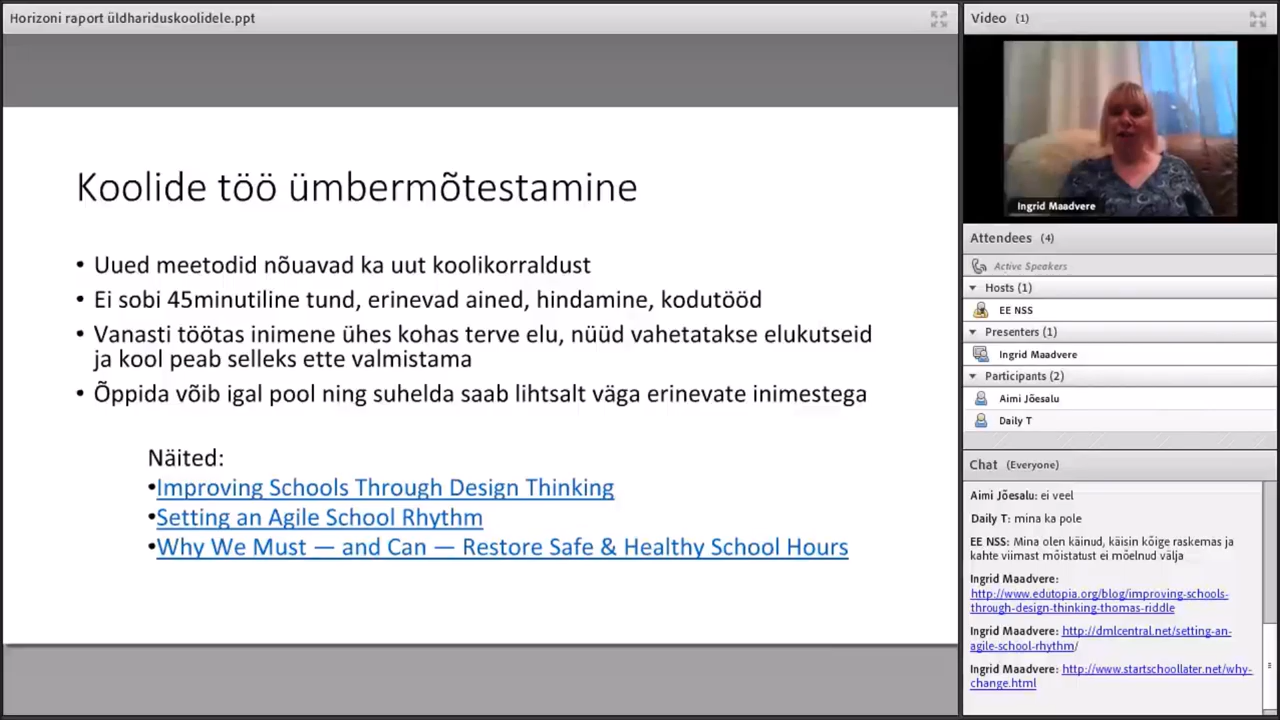 Horizoni raport üldhariduskoolidele.ppt
Koolide töö ümbermõtestamine
• Uued meetodid nõuavad ka uut koolikorraldust
• Ei sobi 45minutiline tund, erinevad ained, hindamine, kodutööd
• Vanasti töötas inimene ühes kohas terve elu, nüüd vahetatakse elukutseid
ja kool peab selleks ette valmistama
• Õppida võib igal pool ning suhelda saab lihtsalt väga erinevate inimestega
Näited:
•Improving Schools Through Design Thinking
•Setting an Agile School Rhythm
•Why We Must — and Can — Restore Safe & Healthy School Hours
Video (1)
Ingrid Maadvere
Attendees (4)
Active Speakers
Hosts (1)
EE NSS
Presenters (1)
Ingrid Maadvere
Participants (2)
Aimi Jõesalu
Daily T
Chat (Everyone)
Aimi Jõesalu: ei veel
Daily T: mina ka pole
EE NSS: Mina olen käinud, käisin kõige raskemas ja
kahte viimast mõistatust ei mõelnud välja
Ingrid Maadvere:
http://www.edutopia.org/blog/improving-schools-
through-design-thinking-thomas-riddle
Ingrid Maadvere: http://dmlcentral.net/setting-an-
agile-school-rhythm/
Ingrid Maadvere: http://www.startschoollater.net/why-
change.html